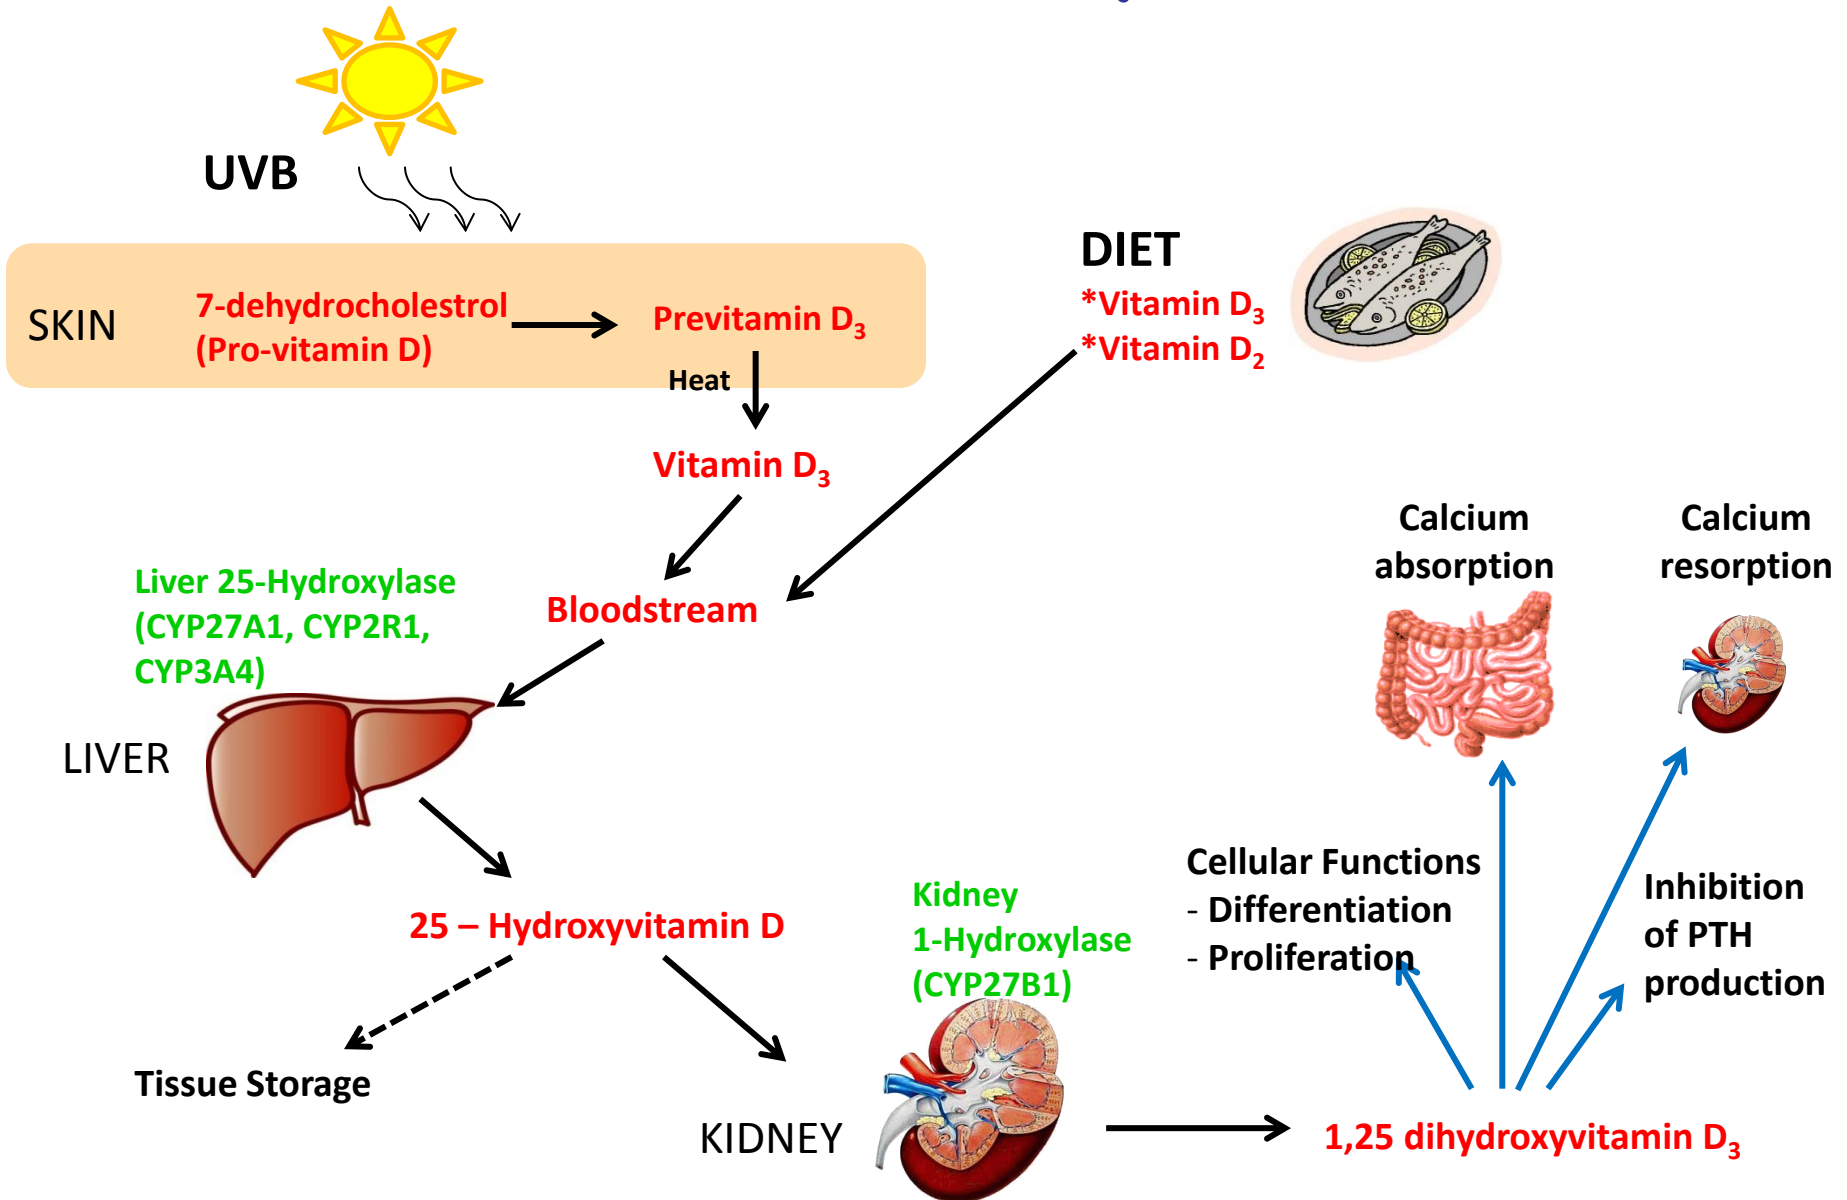 UVB
SKIN
7-dehydrocholestrol
(Pro-vitamin D)
Previtamin D₃
Heat
Vitamin D₃
DIET
*Vitamin D₃
*Vitamin D₂
Bloodstream
Liver 25-Hydroxylase
(CYP27A1, CYP2R1,
CYP3A4)
LIVER
25 – Hydroxyvitamin D
Tissue Storage
Kidney
1-Hydroxylase
(CYP27B1)
KIDNEY
1,25 dihydroxyvitamin D₃
Cellular Functions
- Differentiation
- Proliferation
Calcium
absorption
Calcium
resorption
Inhibition
of PTH
production